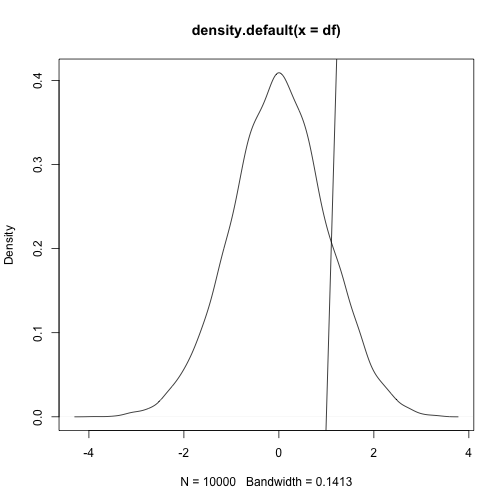 density.default(x = df)
Density
0.4
0.3
0.2
0.1
0.0
-4 -2 0 2 4
N = 10000 Bandwidth = 0.1413